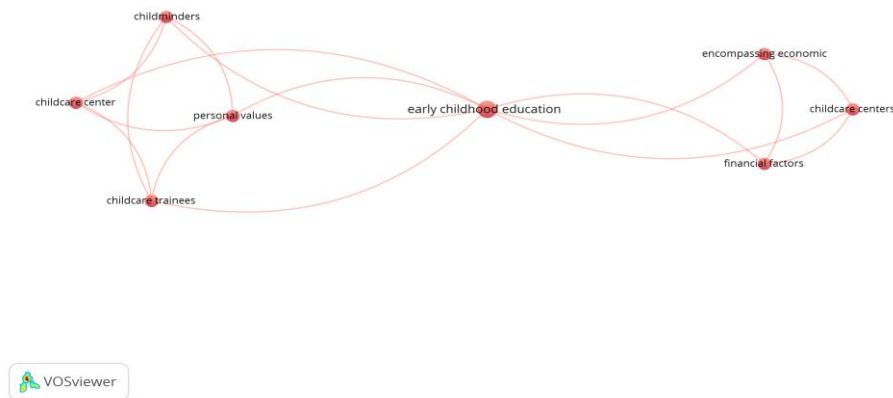 childminders
encompassing economic
childcare center
early childhood education
childcare centers
personal values
financial factors
childcare trainees
VOSviewer